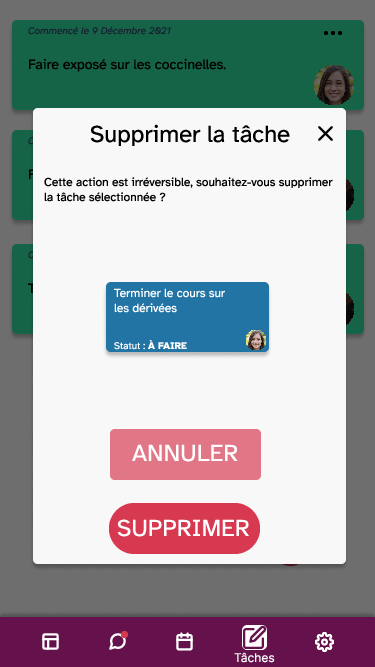 Commencé le 9 Décembre 2021
Faire exposé sur les coccinelles.
Supprimer la tâche
Cette action est irréversible, souhaitez-vous supprimer
la tâche sélectionnée ?
Terminer le cours sur
les dérivées
Statut : À FAIRE
ANNULER
SUPPRIMER
Tâches